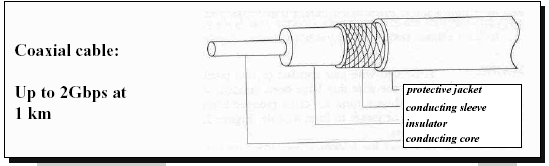 Coaxial cable:
Up to 2Gbps at
1 km
protective jacket
conducting sleeve
insulator
conducting core